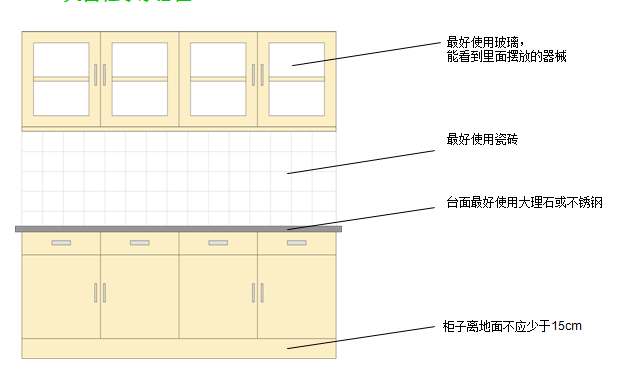 最好使用玻璃，
能看到里面摆放的器械
最好使用瓷砖
台面最好使用大理石或不锈钢
柜子离地面不应少于15cm